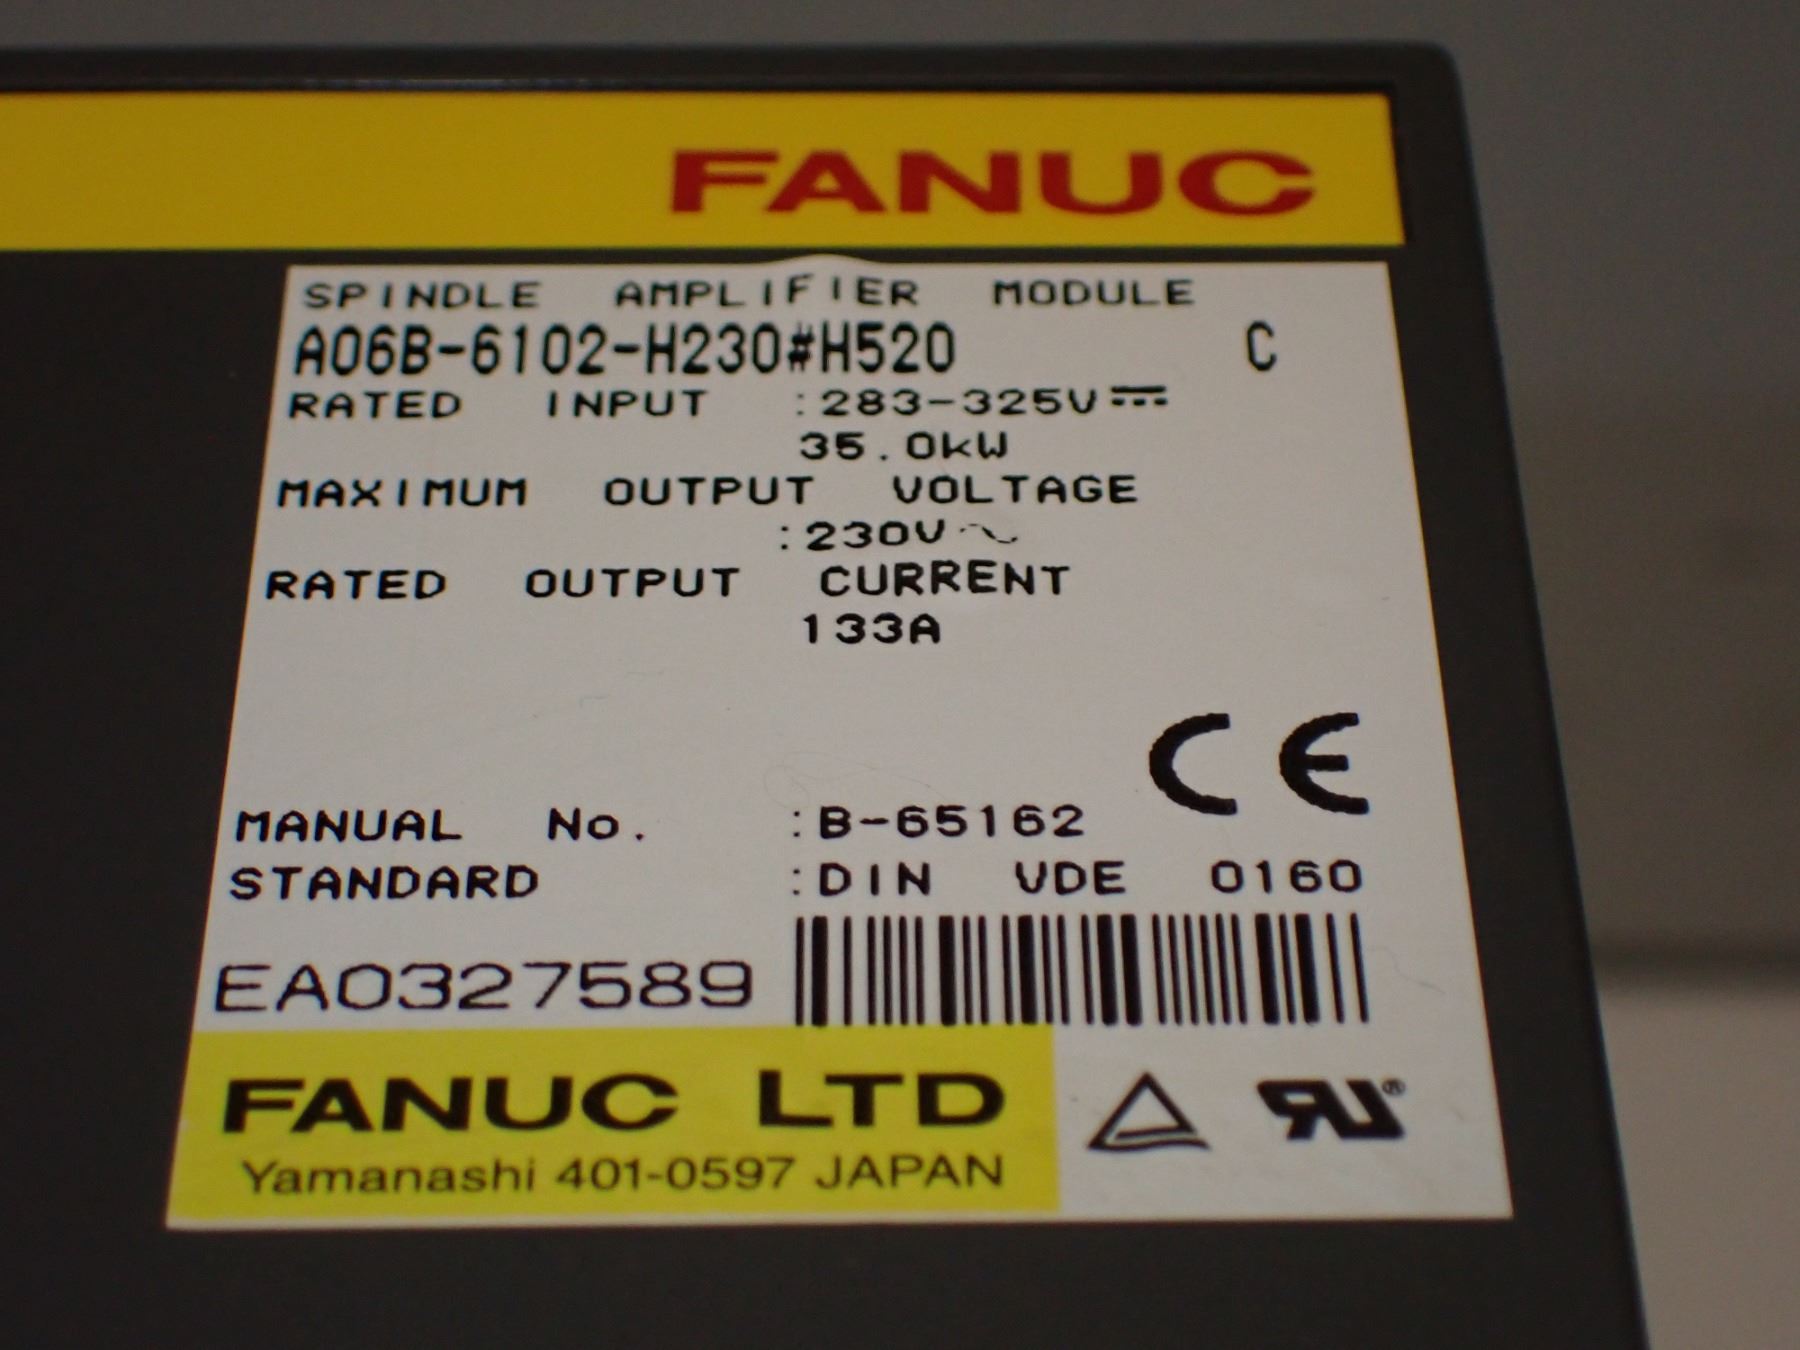 FANUC
SPINDLE AMPLIFIER MODULE
A06B-6102-H230#H520 C
RATED INPUT :283-325V⎓
35.0kW
MAXIMUM OUTPUT VOLTAGE
:230V~
RATED OUTPUT CURRENT
133A
CE
MANUAL No. :B-65162
STANDARD :DIN VDE 0160
EA0327589
FANUC LTD
Yamanashi 401-0597 JAPAN
RU®